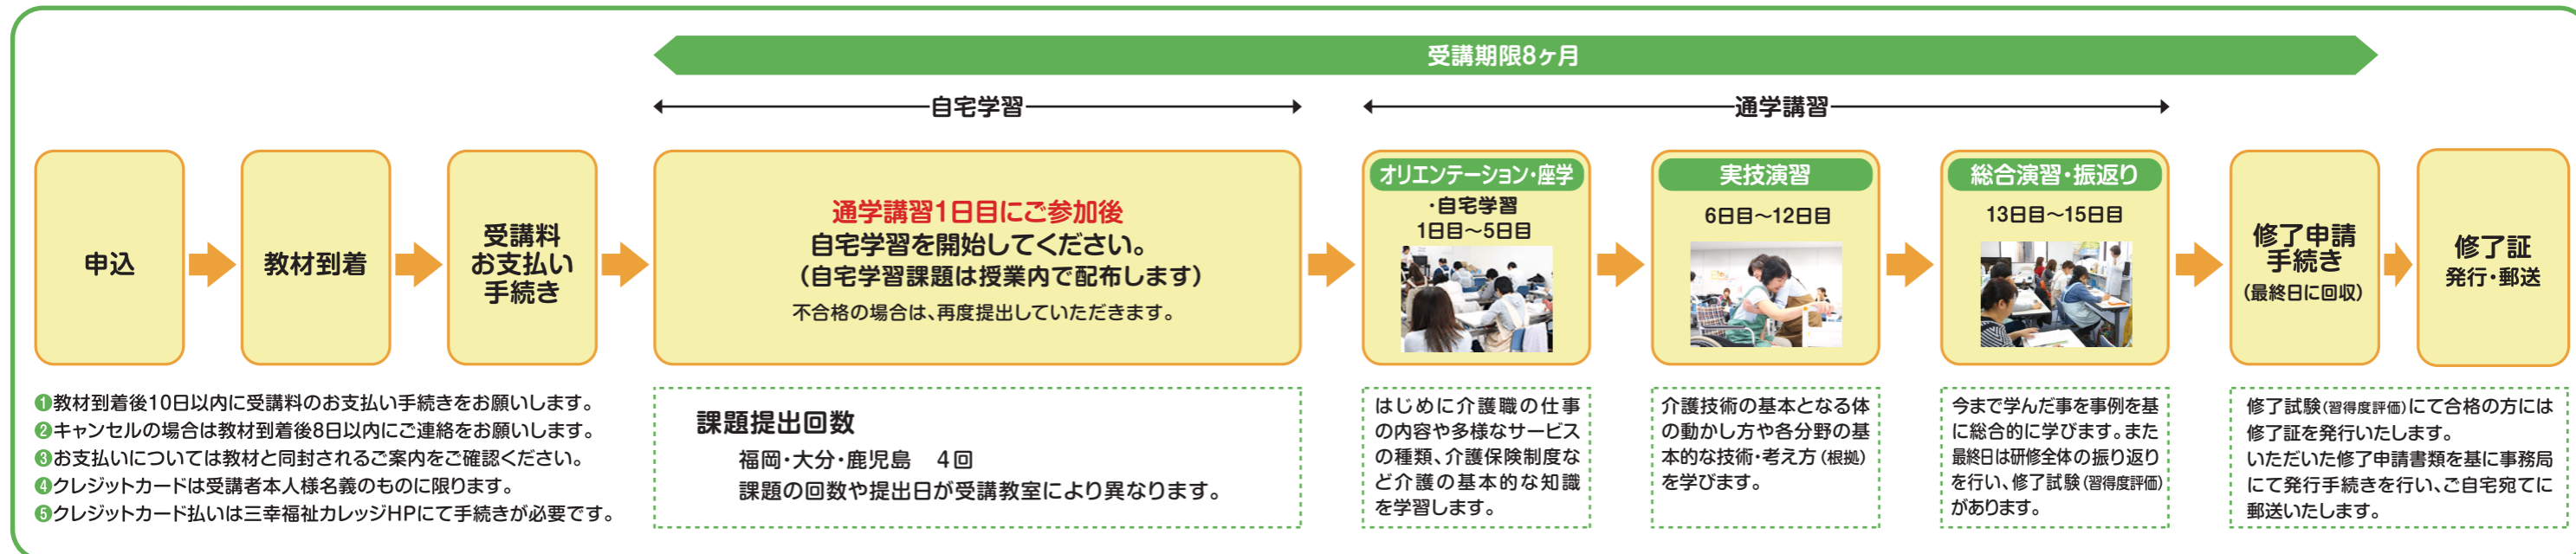 受講期限8ヶ月
自宅学習
通学講習
申込
教材到着
受講料
お支払い
手続き
通学講習1日目にご参加後
自宅学習を開始してください。
（自宅学習課題は授業内で配布します）
不合格の場合は、再度提出していただきます。
オリエンテーション・座学
・自宅学習
1日目～5日目
実技演習
6日目～12日目
総合演習・振返り
13日目～15日目
修了申請
手続き
（最終日に回収）
修了証
発行・郵送
❶教材到着後10日以内に受講料のお支払い手続きをお願いします。
❷キャンセルの場合は教材到着後8日以内にご連絡をお願いします。
❸お支払いについては教材と同封されるご案内をご確認ください。
❹クレジットカードは受講者本人様名義のものに限ります。
❺クレジットカード払いは三幸福祉カレッジHPにて手続きが必要です。
課題提出回数
福岡・大分・鹿児島　4回
課題の回数や提出日が受講教室により異なります。
はじめに介護職の仕事
の内容や多様なサービス
の種類、介護保険制度な
ど介護の基本的な知識
を学習します。
介護技術の基本となる体
の動かし方や各分野の基
本的な技術・考え方（根拠）
を学びます。
今まで学んだ事を事例を基
に総合的に学びます。また
最終日は研修全体の振り返り
を行い、修了試験（習得度評価）
があります。
修了試験（習得度評価）にて合格の方には
修了証を発行いたします。
いただいた修了申請書類を基に事務局
にて発行手続きを行い、ご自宅宛てに
郵送いたします。